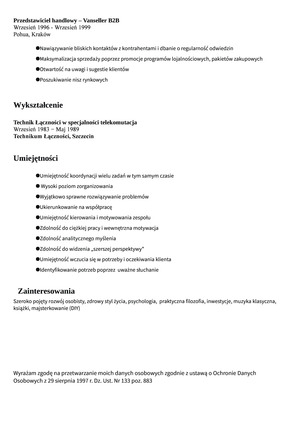 Przedstawiciel handlowy – Vanseller B2B
Wrzesień 1996 – Wrzesień 1999
Pohua, Kraków
●Nawiązywanie bliskich kontaktów z kontrahentami i dbanie o regularność odwiedzin
●Maksymalizacja sprzedaży poprzez promocje programów lojalnościowych, pakietów zakupowych
●Otwartość na uwagi i sugestie klientów
●Poszukiwanie nisz rynkowych
Wykształcenie
Technik Łączności w specjalności telekomutacja
Wrzesień 1983 – Maj 1989
Technikum Łączności, Szczecin
Umiejętności
●Umiejętność koordynacji wielu zadań w tym samym czasie
● Wysoki poziom zorganizowania
●Wyjątkowo sprawne rozwiązywanie problemów
●Ukierunkowanie na współpracę
●Umiejętność kierowania i motywowania zespołu
●Zdolność do ciężkiej pracy i wewnętrzna motywacja
●Zdolność analitycznego myślenia
●Zdolność do widzenia „szerszej perspektywy”
●Umiejętność wczucia się w potrzeby i oczekiwania klienta
●Identyfikowanie potrzeb poprzez uważne słuchanie
Zainteresowania
Szeroko pojęty rozwój osobisty, zdrowy styl życia, psychologia, praktyczna filozofia, inwestycje, muzyka klasyczna,
książki, majsterkowanie (DIY)
Wyrażam zgodę na przetwarzanie moich danych osobowych zgodnie z ustawą o Ochronie Danych
Osobowych z 29 sierpnia 1997 r. Dz. Ust. Nr 133 poz. 883